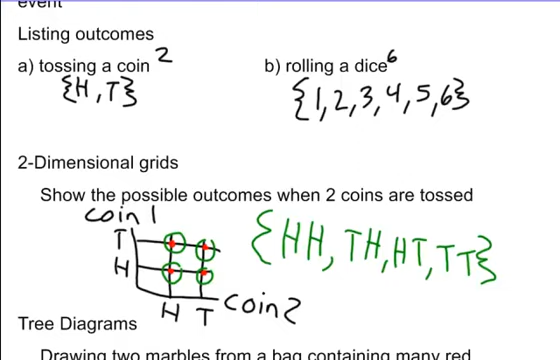 event
Listing outcomes
a) tossing a coin 2
b) rolling a dice 6
{H, T}
{1, 2, 3, 4, 5, 6}
2-Dimensional grids
Show the possible outcomes when 2 coins are tossed
coin 1
T
H
H T coin 2
{HH, TH, HT, TT}
Tree Diagrams
Drawing two marbles from a bag containing many red